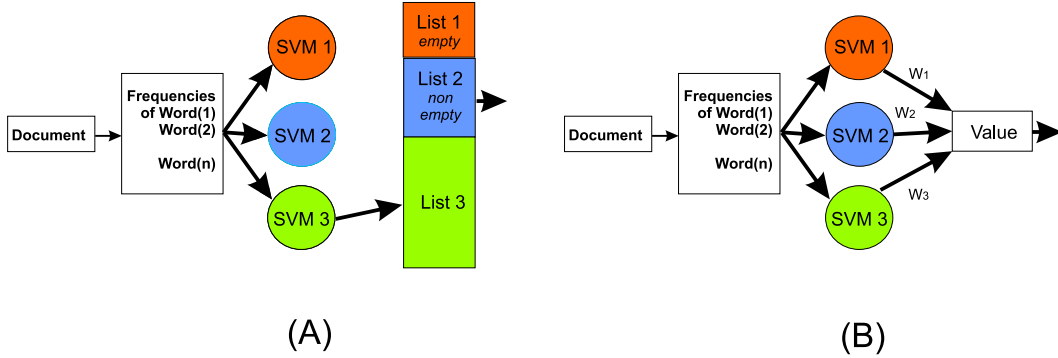 Document
Frequencies
of Word(1)
Word(2)
Word(n)
SVM 1
SVM 2
SVM 3
List 1
empty
List 2
non
empty
List 3
(A)
Document
Frequencies
of Word(1)
Word(2)
Word(n)
SVM 1
SVM 2
SVM 3
W1
W2
W3
Value
(B)